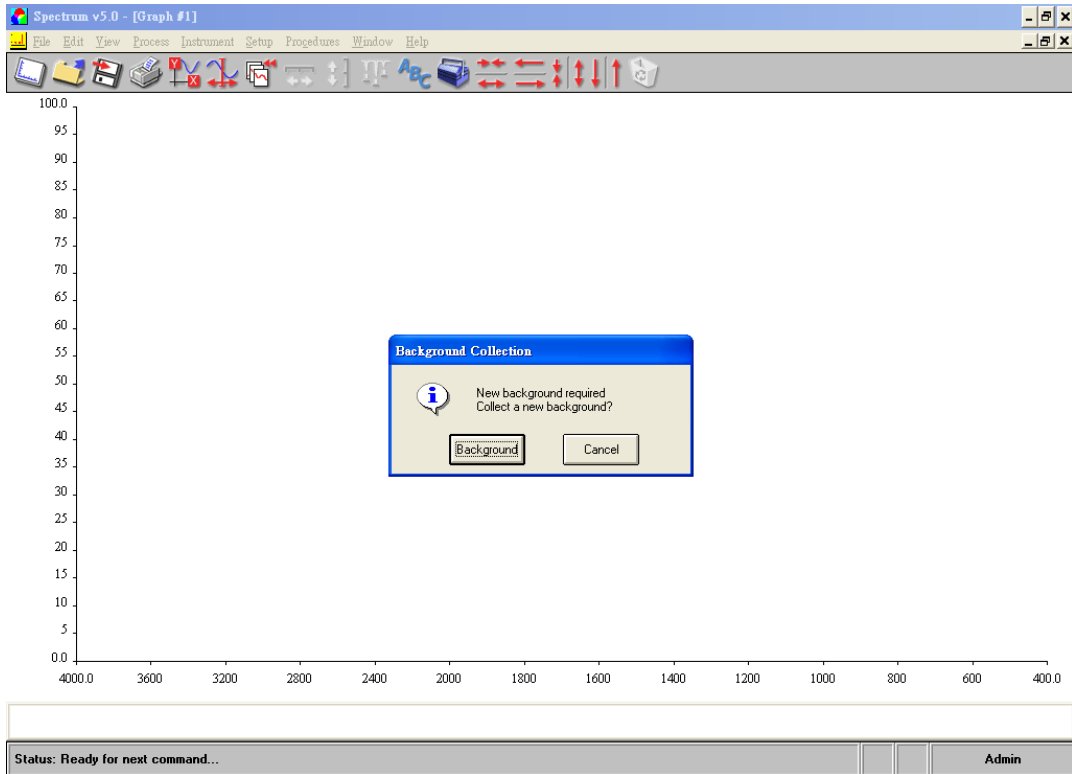 Spectrum v5.0 - [Graph #1]
File Edit View Process Instrument Setup Procedures Window Help
Y X ABC
100.0
95
90
85
80
75
70
65
60
55
50
45
40
35
30
25
20
15
10
5
0.0
4000.0 3600 3200 2800 2400 2000 1800 1600 1400 1200 1000 800 600 400.0
Background Collection
New background required
Collect a new background?
Background Cancel
Status: Ready for next command... Admin